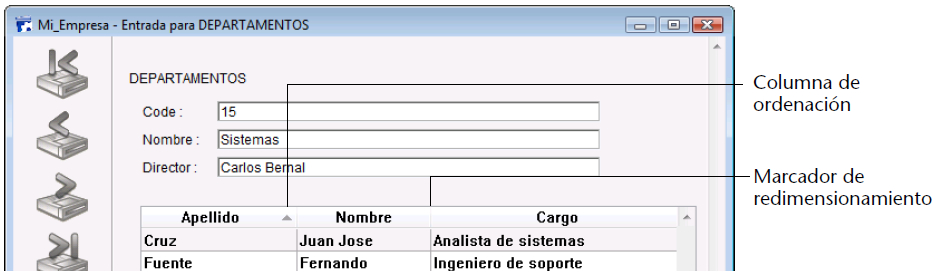 Mi_Empresa - Entrada para DEPARTAMENTOS
DEPARTAMENTOS
Code : 15
Nombre : Sistemas
Director : Carlos Bernal
Columna de
ordenación
Marcador de
redimensionamiento
Apellido Nombre Cargo
Cruz Juan Jose Analista de sistemas
Fuente Fernando Ingeniero de soporte